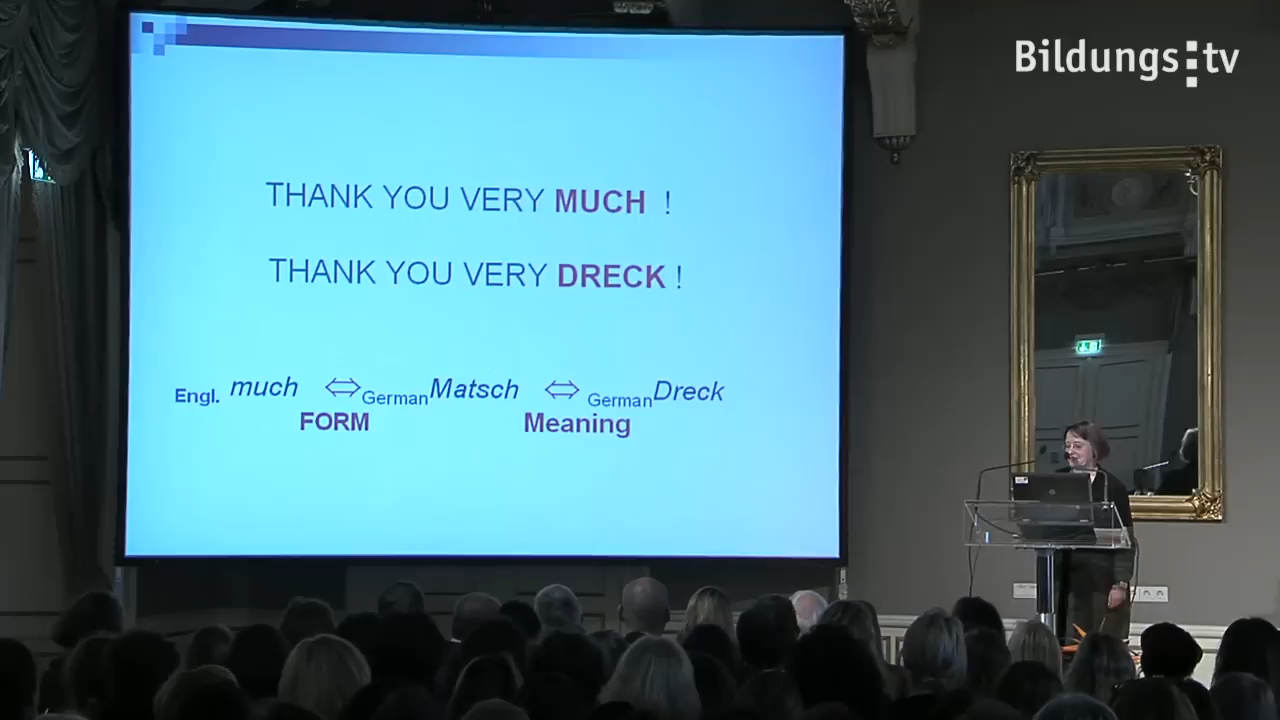 Bildungs:tv
THANK YOU VERY MUCH !
THANK YOU VERY DRECK !
Engl. much ⇔ German Matsch ⇔ German Dreck
FORM Meaning